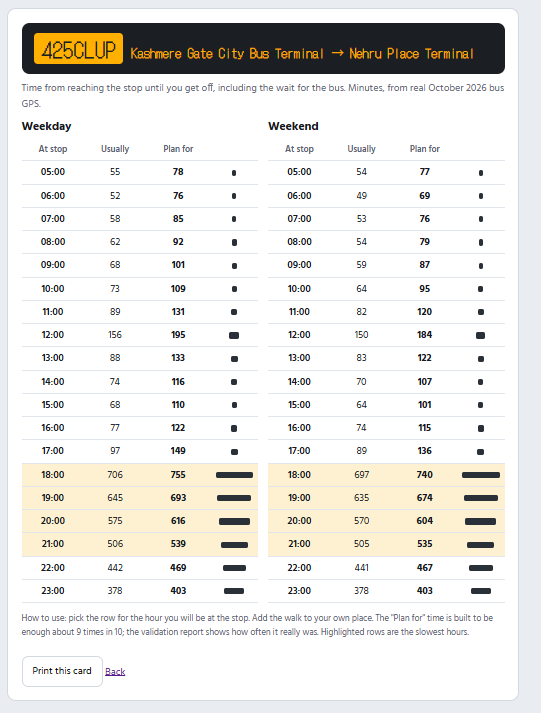 425CLUP Kashmere Gate City Bus Terminal → Nehru Place Terminal
Time from reaching the stop until you get off, including the wait for the bus. Minutes, from real October 2026 bus
GPS.
Weekday
At stop Usually Plan for
05:00 55 78
06:00 52 76
07:00 58 85
08:00 62 92
09:00 68 101
10:00 73 109
11:00 89 131
12:00 156 195
13:00 88 133
14:00 74 116
15:00 68 110
16:00 77 122
17:00 97 149
18:00 706 755
19:00 645 693
20:00 575 616
21:00 506 539
22:00 442 469
23:00 378 403
Weekend
At stop Usually Plan for
05:00 54 77
06:00 49 69
07:00 53 76
08:00 54 79
09:00 59 87
10:00 64 95
11:00 82 120
12:00 150 184
13:00 83 122
14:00 70 107
15:00 64 101
16:00 74 115
17:00 89 136
18:00 697 740
19:00 635 674
20:00 570 604
21:00 505 535
22:00 441 467
23:00 378 403
How to use: pick the row for the hour you will be at the stop. Add the walk to your own place. The "Plan for" time is built to be
enough about 9 times in 10; the validation report shows how often it really was. Highlighted rows are the slowest hours.
Print this card Back